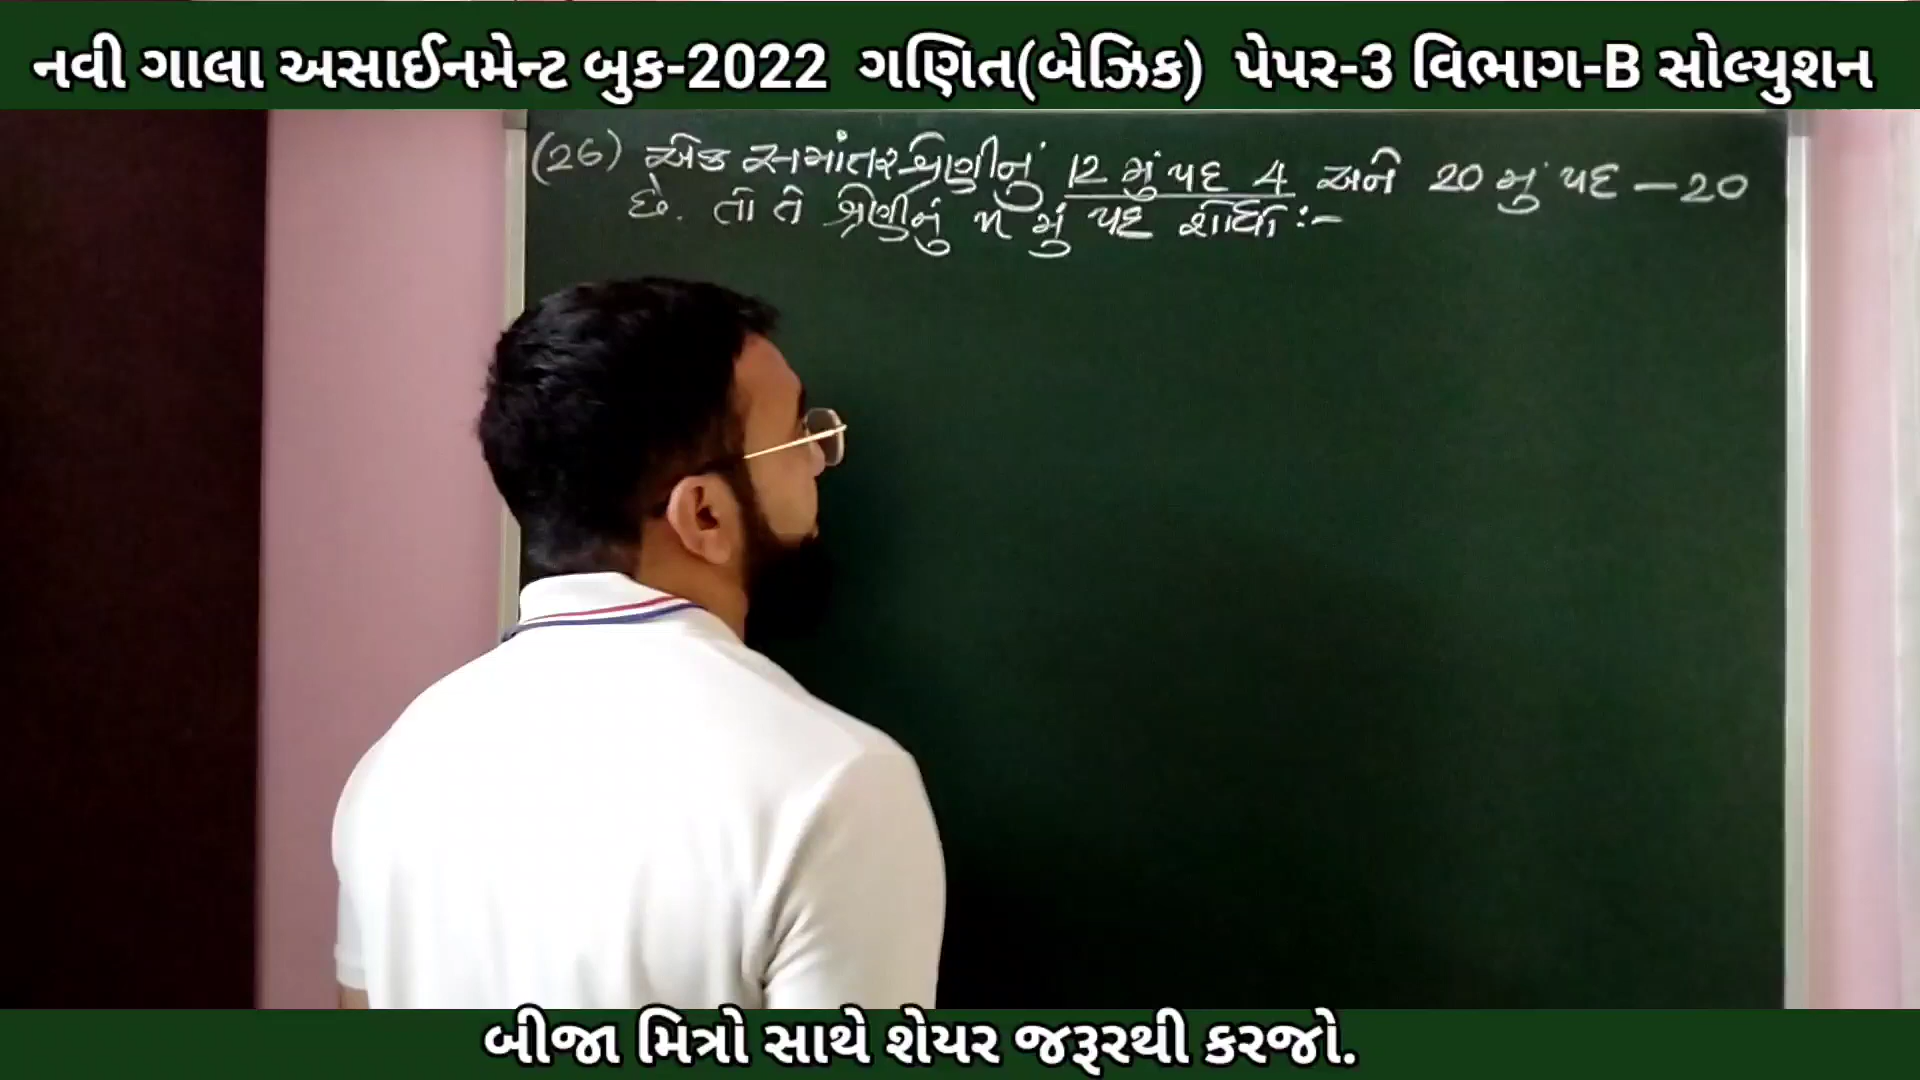 નવી ગાલા અસાઈનમેન્ટ બુક-2022 ગણિત(બેઝિક) પેપર-3 વિભાગ-B સોલ્યુશન
(26) એક સમાંતર શ્રેણીનું 12 મું પદ 4 અને 20 મું પદ -20
છે. તો તે શ્રેણીનું n મું પદ શોધો :-
બીજા મિત્રો સાથે શેયર જરૂરથી કરજો.